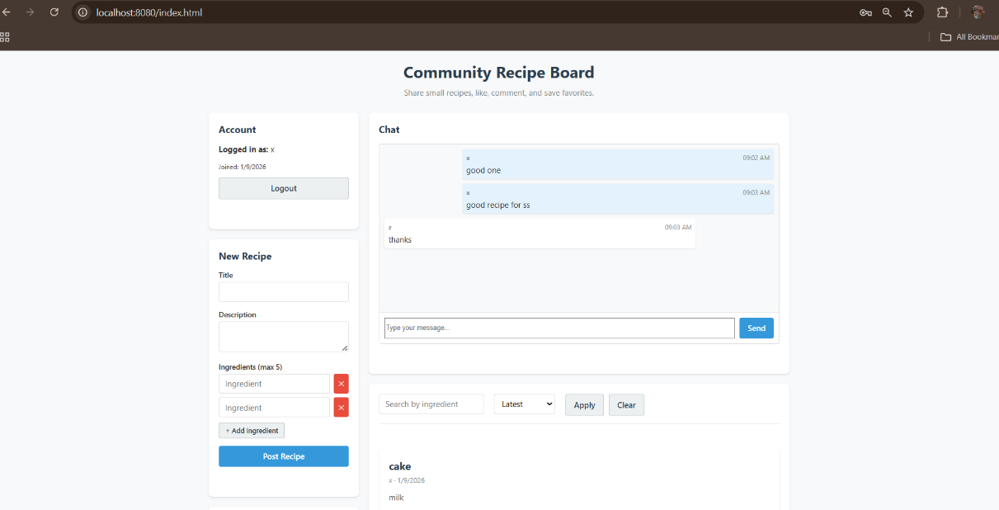 localhost:8080/index.html
All Bookmar
Community Recipe Board
Share small recipes, like, comment, and save favorites.
Account
Logged in as: x
Joined: 1/9/2026
Logout
New Recipe
Title
Description
Ingredients (max 5)
Ingredient
×
Ingredient
×
+ Add ingredient
Post Recipe
Chat
x 09:02 AM
good one
x 09:03 AM
good recipe for ss
z 09:03 AM
thanks
Type your message...
Send
Search by ingredient Latest Apply Clear
cake
x · 1/9/2026
milk